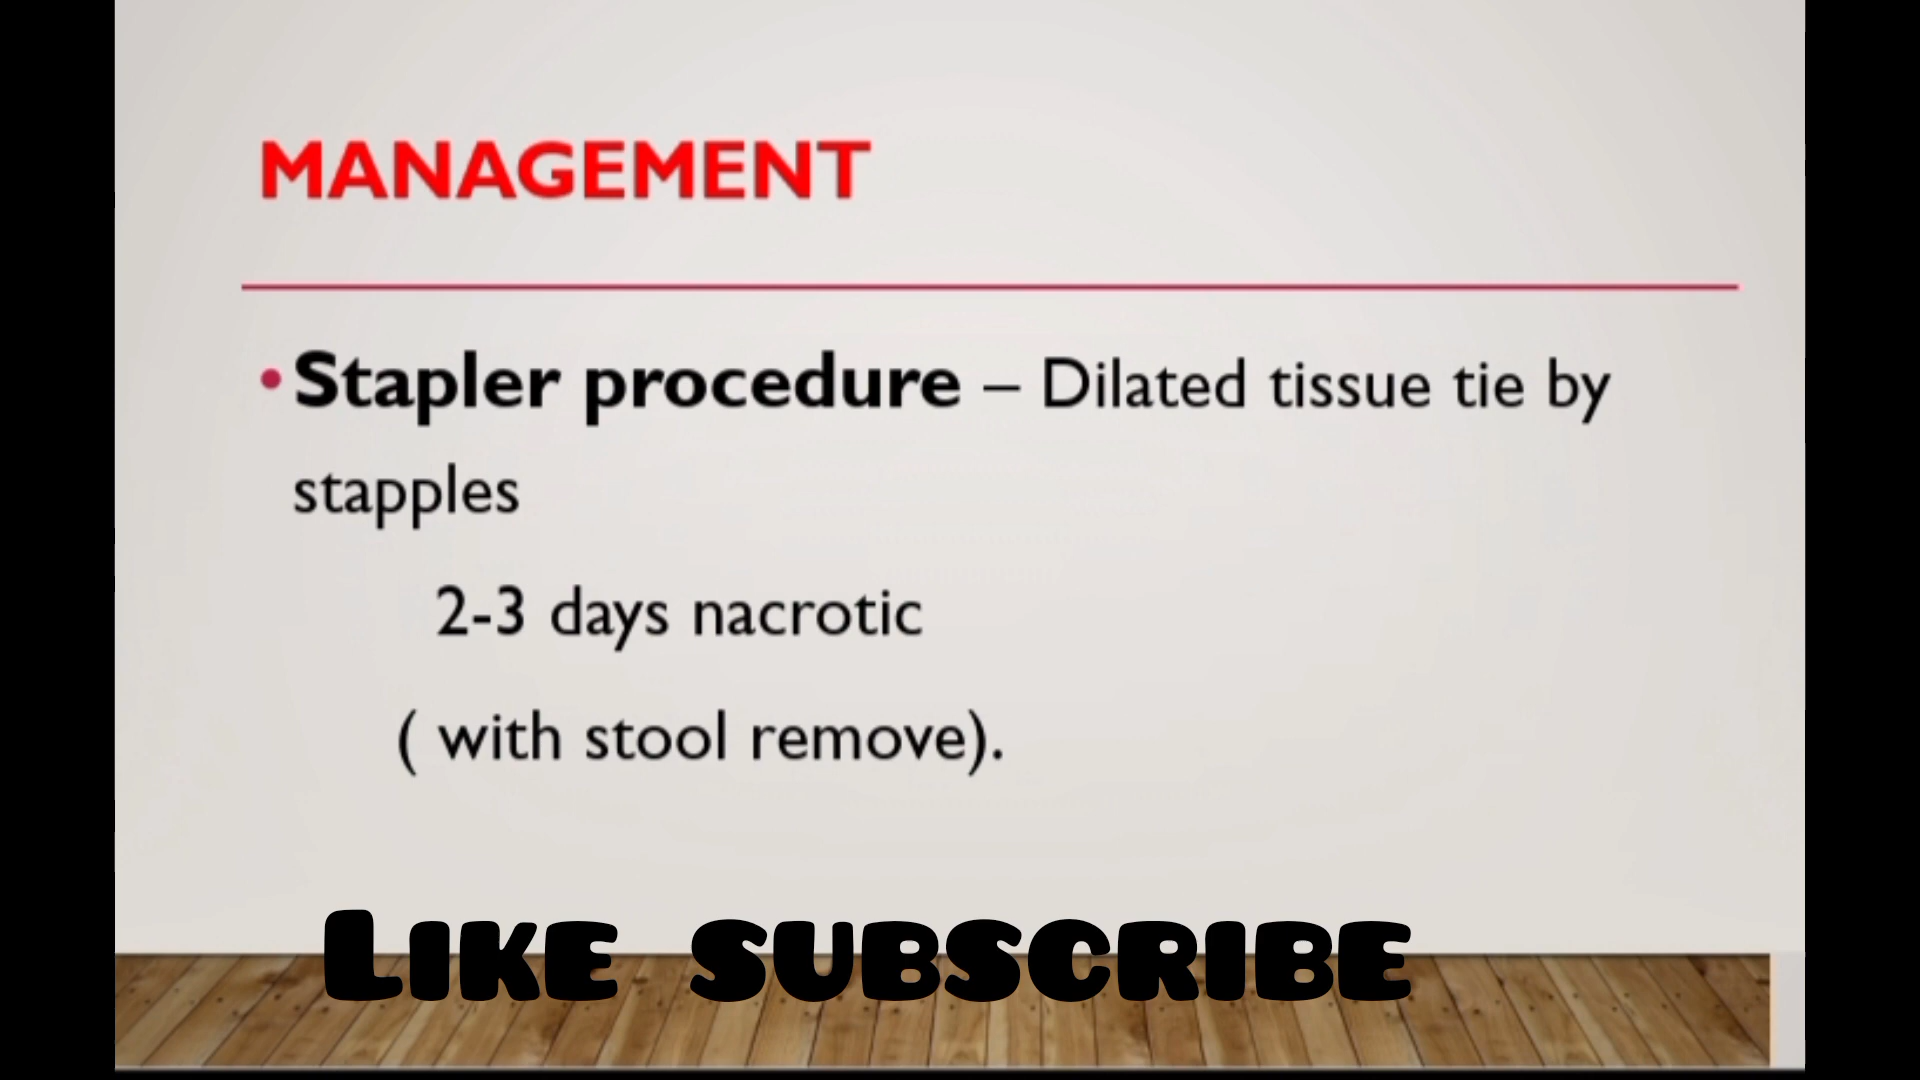 MANAGEMENT
• Stapler procedure – Dilated tissue tie by
stapples
2-3 days nacrotic
( with stool remove).
LIKE SUBSCRIBE